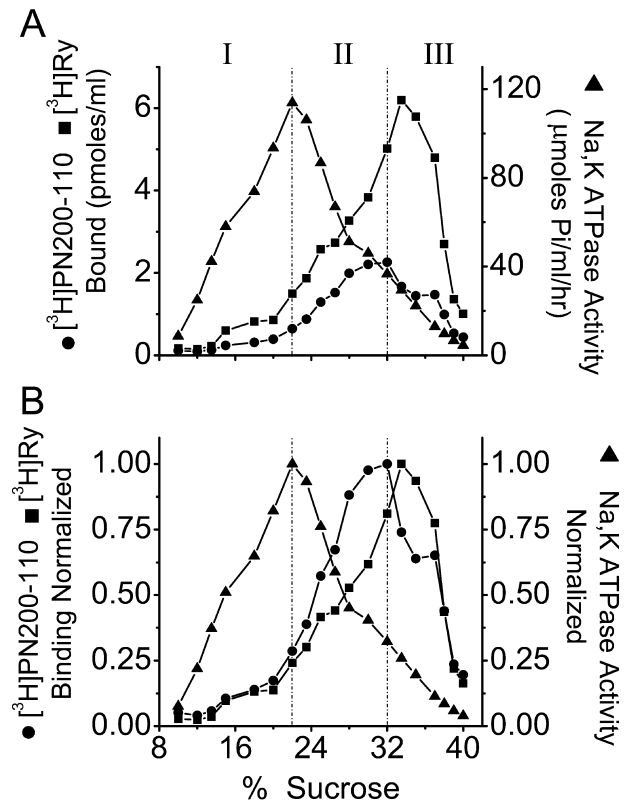 A
I II III
● [³H]PN200-110 ■ [³H]Ry
Bound (pmoles/ml)
6
4
2
0
120
80
40
0
▲ Na,K ATPase Activity
( μmoles Pi/ml/hr)
B
● [³H]PN200-110 ■ [³H]Ry
Binding Normalized
1.00
0.75
0.50
0.25
0.00
1.00
0.75
0.50
0.25
0.00
▲ Na,K ATPase Activity
Normalized
8 16 24 32 40
% Sucrose